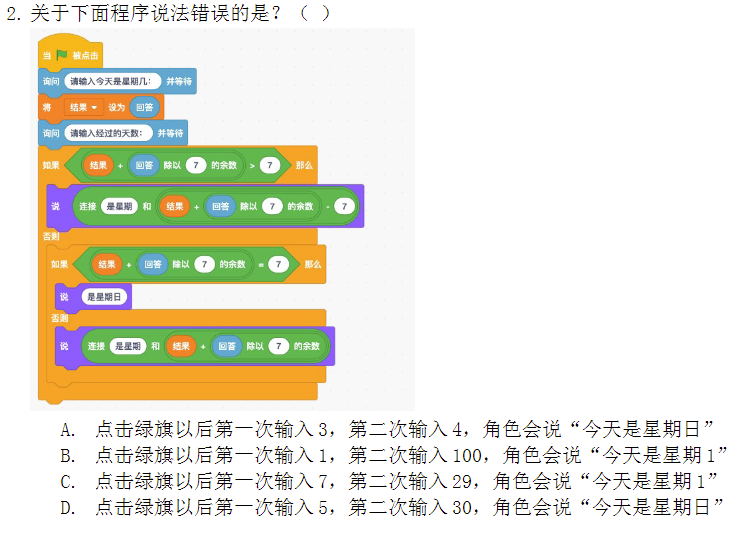 2. 关于下面程序说法错误的是？（ ）
当 被点击
询问 请输入今天是星期几： 并等待
将 结果 设为 回答
询问 请输入经过的天数： 并等待
如果 结果 + 回答 除以 7 的余数 > 7 那么
说 连接 是星期 和 结果 + 回答 除以 7 的余数 - 7
否则
如果 结果 + 回答 除以 7 的余数 = 7 那么
说 是星期日
否则
说 连接 是星期 和 结果 + 回答 除以 7 的余数
A. 点击绿旗以后第一次输入 3，第二次输入 4，角色会说“今天是星期日”
B. 点击绿旗以后第一次输入 1，第二次输入 100，角色会说“今天是星期 1”
C. 点击绿旗以后第一次输入 7，第二次输入 29，角色会说“今天是星期 1”
D. 点击绿旗以后第一次输入 5，第二次输入 30，角色会说“今天是星期日”